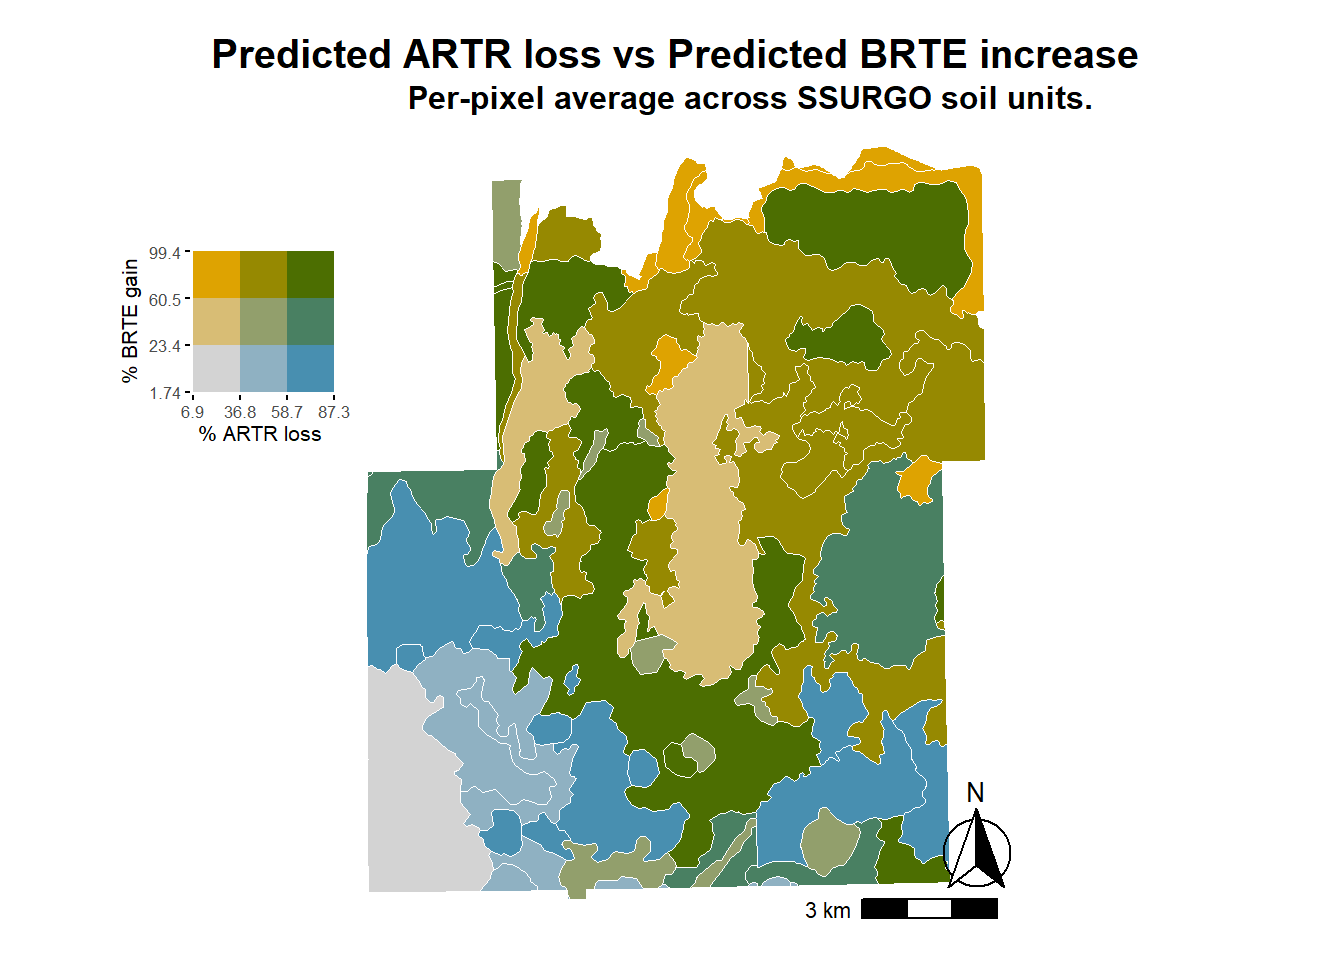 Predicted ARTR loss vs Predicted BRTE increase
Per-pixel average across SSURGO soil units.
% BRTE gain
99.4
60.5
23.4
1.74
6.9 36.8 58.7 87.3
% ARTR loss
N
3 km